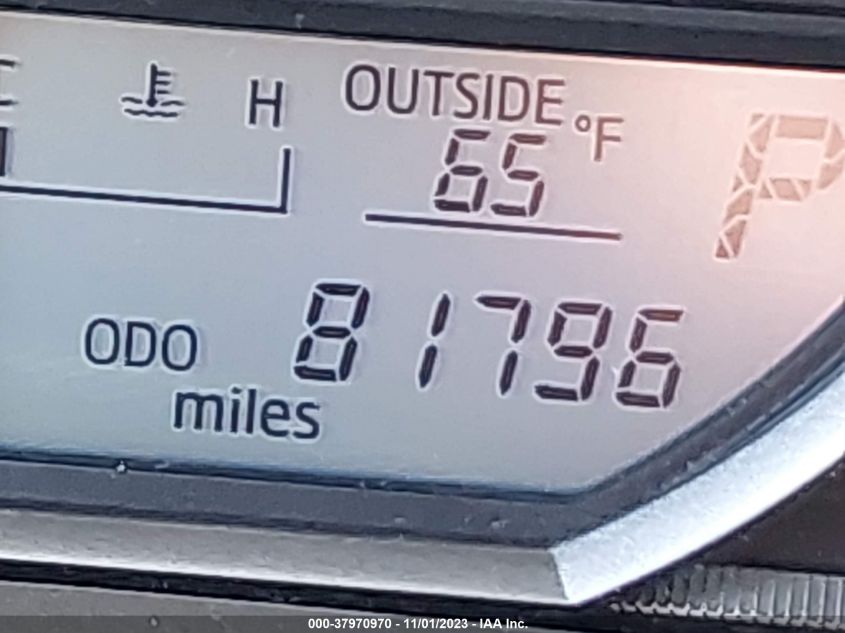 C H OUTSIDE
65 °F P
ODO 81796
miles
000-37970970 - 11/01/2023 - IAA Inc.